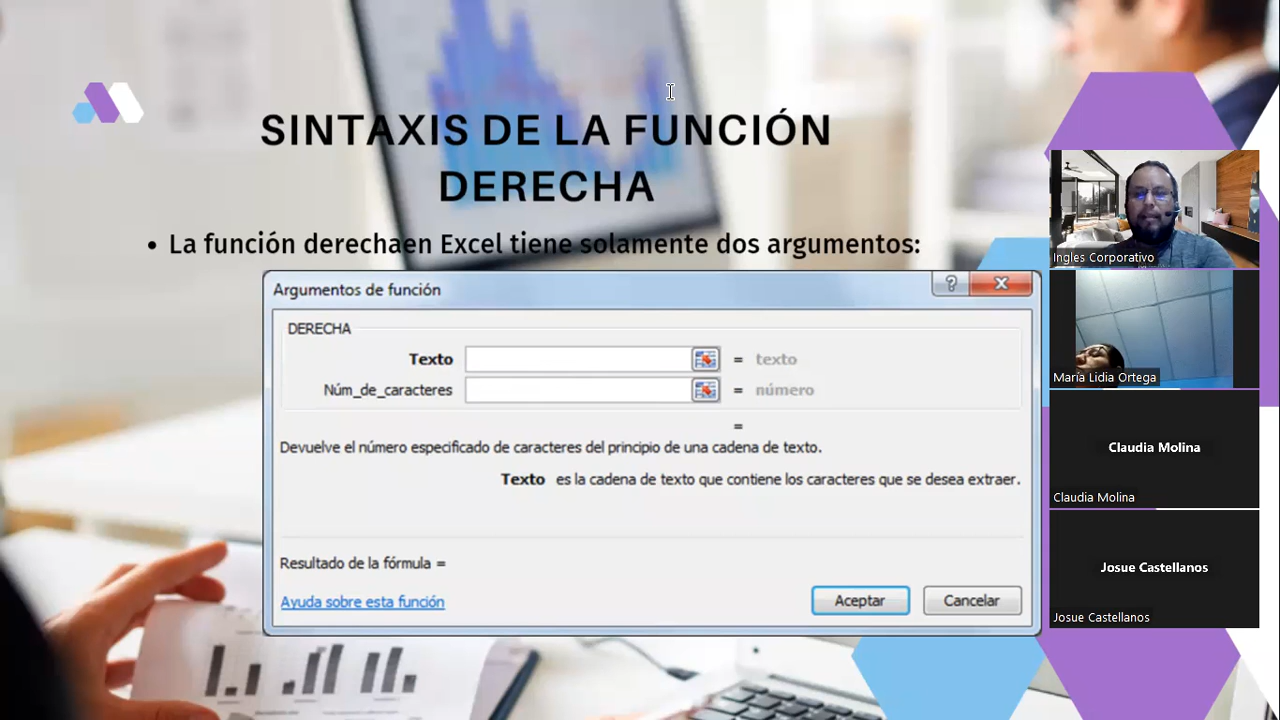 SINTAXIS DE LA FUNCIÓN
DERECHA
• La función derechaen Excel tiene solamente dos argumentos:
Argumentos de función
?
DERECHA
Texto = texto
Núm_de_caracteres = número
=
Devuelve el número especificado de caracteres del principio de una cadena de texto.
Texto es la cadena de texto que contiene los caracteres que se desea extraer.
Resultado de la fórmula =
Ayuda sobre esta función
Aceptar Cancelar
Ingles Corporativo
María Lidia Ortega
Claudia Molina
Claudia Molina
Josue Castellanos
Josue Castellanos